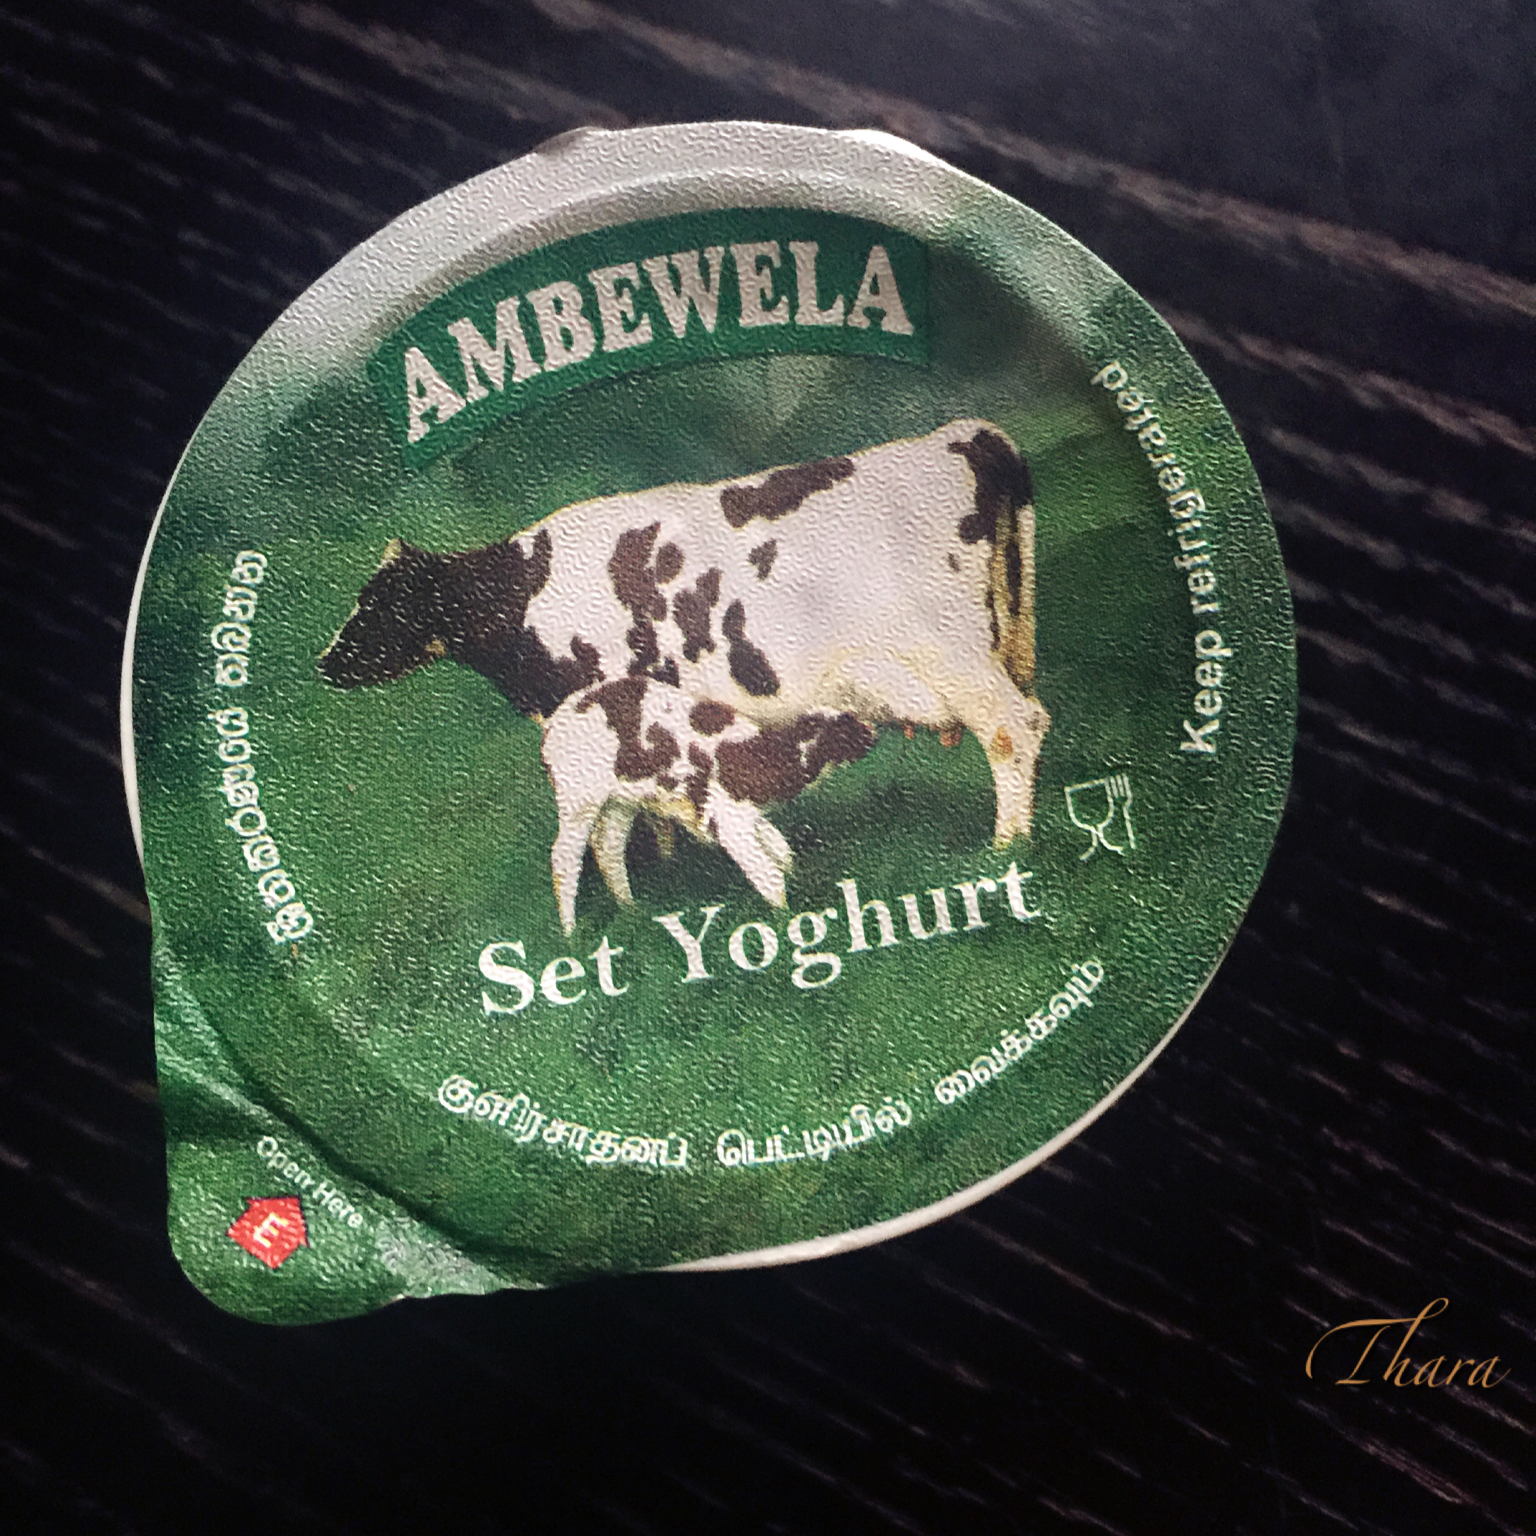 AMBEWELA
Keep refrigerated
Set Yoghurt
குளிர்சாதனப் பெட்டியில் வைக்கவும்
Open Here
E
Thara